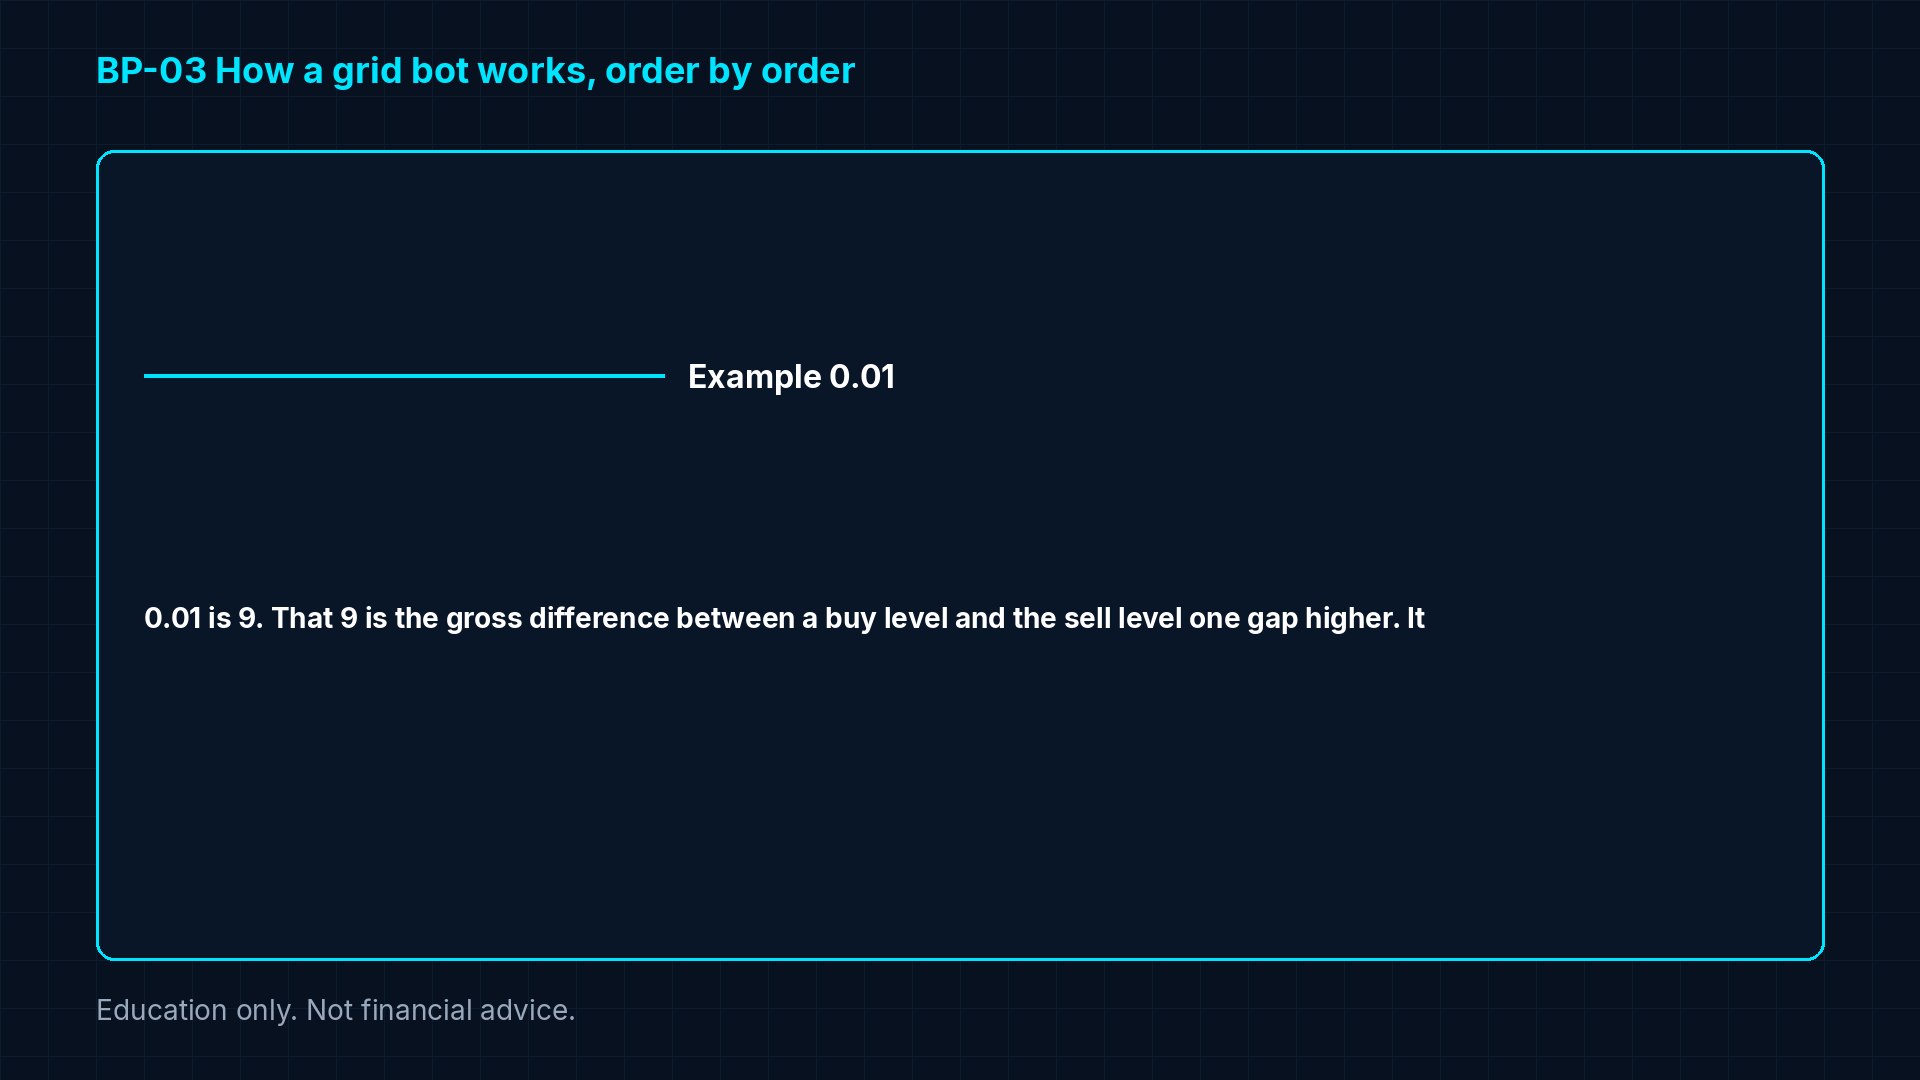 BP-03 How a grid bot works, order by order
Example 0.01
0.01 is 9. That 9 is the gross difference between a buy level and the sell level one gap higher. It
Education only. Not financial advice.